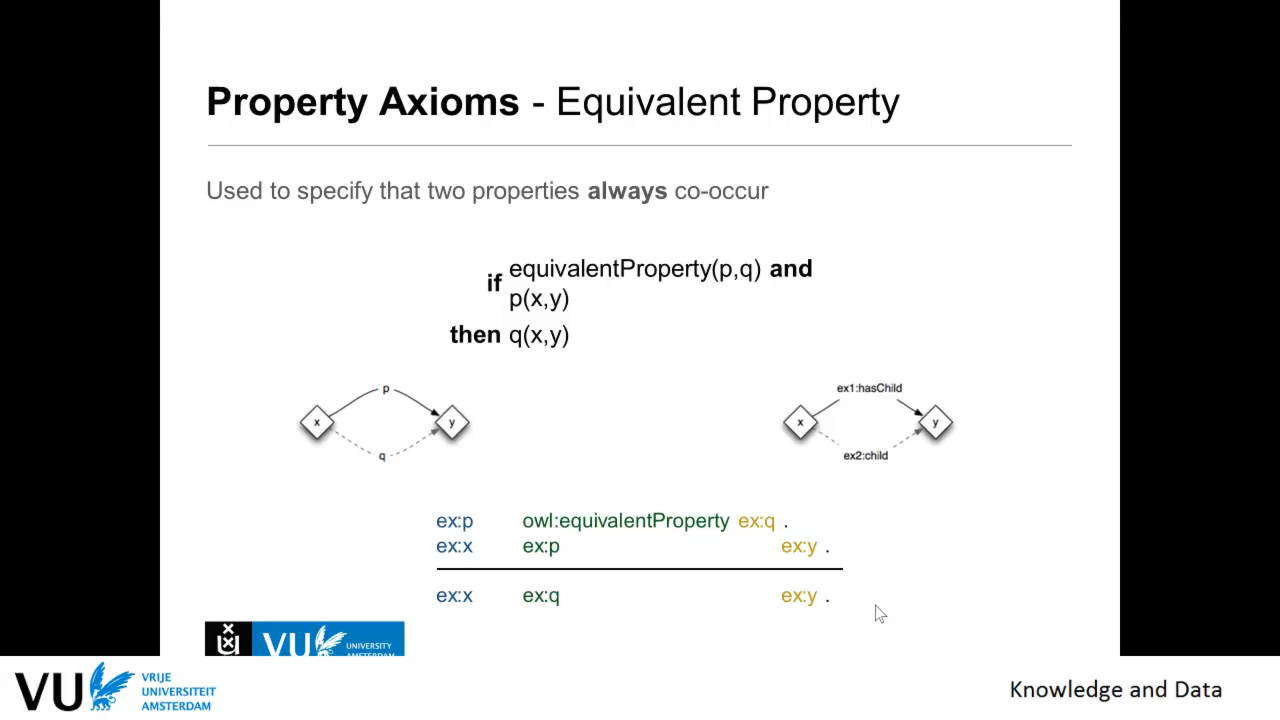 Property Axioms - Equivalent Property
Used to specify that two properties always co-occur
if equivalentProperty(p,q) and
p(x,y)
then q(x,y)
p
x
y
q
ex1:hasChild
x
y
ex2:child
ex:p owl:equivalentProperty ex:q .
ex:x ex:p ex:y .
ex:x ex:q ex:y .
VU UNIVERSITY
AMSTERDAM
VU VRIJE
UNIVERSITEIT
AMSTERDAM
Knowledge and Data